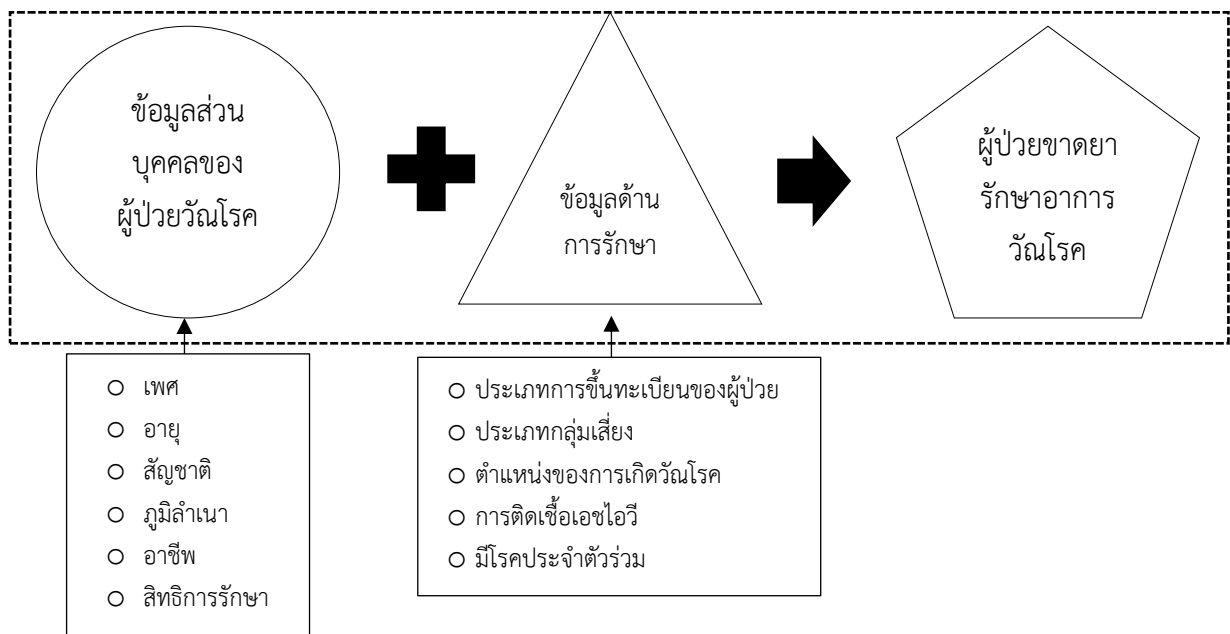 ข้อมูลส่วน
บุคคลของ
ผู้ป่วยวัณโรค
ข้อมูลด้าน
การรักษา
ผู้ป่วยขาดยา
รักษาอาการ
วัณโรค
เพศ
อายุ
สัญชาติ
ภูมิลำเนา
อาชีพ
สิทธิการรักษา
ประเภทการขึ้นทะเบียนของผู้ป่วย
ประเภทกลุ่มเสี่ยง
ตำแหน่งของการเกิดวัณโรค
การติดเชื้อเอชไอวี
มีโรคประจำตัวร่วม